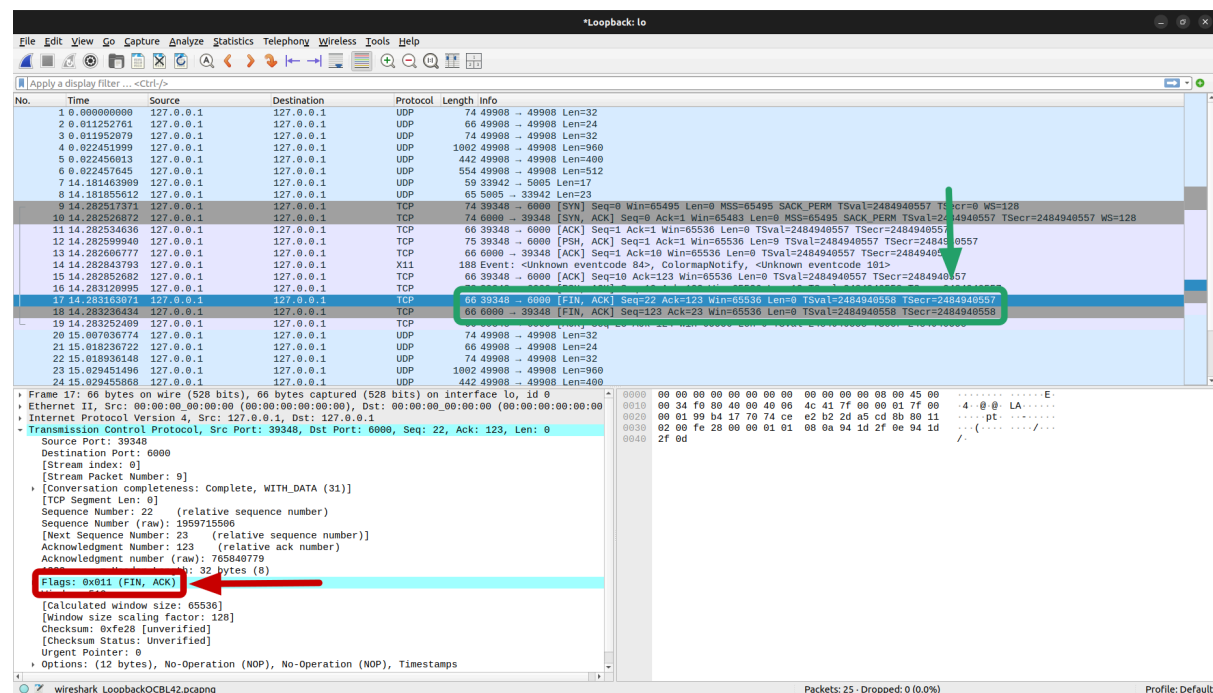 *Loopback: lo
File Edit View Go Capture Analyze Statistics Telephony Wireless Tools Help
Apply a display filter … <Ctrl-/>
No. Time Source Destination Protocol Length Info
1 0.000000000 127.0.0.1 127.0.0.1 UDP 74 49908 → 49908 Len=32
2 0.011252761 127.0.0.1 127.0.0.1 UDP 66 49908 → 49908 Len=24
3 0.011952079 127.0.0.1 127.0.0.1 UDP 74 49908 → 49908 Len=32
4 0.022451999 127.0.0.1 127.0.0.1 UDP 1002 49908 → 49908 Len=960
5 0.022456013 127.0.0.1 127.0.0.1 UDP 442 49908 → 49908 Len=400
6 0.022457645 127.0.0.1 127.0.0.1 UDP 554 49908 → 49908 Len=512
7 14.181463909 127.0.0.1 127.0.0.1 UDP 59 33942 → 5005 Len=17
8 14.181855612 127.0.0.1 127.0.0.1 UDP 65 5005 → 33942 Len=23
9 14.282517371 127.0.0.1 127.0.0.1 TCP 74 39348 → 6000 [SYN] Seq=0 Win=65495 Len=0 MSS=65495 SACK_PERM TSval=2484940557 TSecr=0 WS=128
10 14.282526872 127.0.0.1 127.0.0.1 TCP 74 6000 → 39348 [SYN, ACK] Seq=0 Ack=1 Win=65483 Len=0 MSS=65495 SACK_PERM TSval=2484940557 TSecr=2484940557 WS=128
11 14.282534636 127.0.0.1 127.0.0.1 TCP 66 39348 → 6000 [ACK] Seq=1 Ack=1 Win=65536 Len=0 TSval=2484940557 TSecr=2484940557
12 14.282599940 127.0.0.1 127.0.0.1 TCP 75 39348 → 6000 [PSH, ACK] Seq=1 Ack=1 Win=65536 Len=9 TSval=2484940557 TSecr=2484940557
13 14.282606777 127.0.0.1 127.0.0.1 TCP 66 6000 → 39348 [ACK] Seq=1 Ack=10 Win=65536 Len=0 TSval=2484940557 TSecr=2484940557
14 14.282843793 127.0.0.1 127.0.0.1 X11 188 Event: <Unknown eventcode 84>, ColormapNotify, <Unknown eventcode 101>
15 14.282852682 127.0.0.1 127.0.0.1 TCP 66 39348 → 6000 [ACK] Seq=10 Ack=123 Win=65536 Len=0 TSval=2484940557 TSecr=2484940557
16 14.283120995 127.0.0.1 127.0.0.1 TCP
17 14.283163071 127.0.0.1 127.0.0.1 TCP 66 39348 → 6000 [FIN, ACK] Seq=22 Ack=123 Win=65536 Len=0 TSval=2484940558 TSecr=2484940557
18 14.283236434 127.0.0.1 127.0.0.1 TCP 66 6000 → 39348 [FIN, ACK] Seq=123 Ack=23 Win=65536 Len=0 TSval=2484940558 TSecr=2484940558
19 14.283252409 127.0.0.1 127.0.0.1 TCP
20 15.007036774 127.0.0.1 127.0.0.1 UDP 74 49908 → 49908 Len=32
21 15.018236722 127.0.0.1 127.0.0.1 UDP 66 49908 → 49908 Len=24
22 15.018936148 127.0.0.1 127.0.0.1 UDP 74 49908 → 49908 Len=32
23 15.029451496 127.0.0.1 127.0.0.1 UDP 1002 49908 → 49908 Len=960
24 15.029455868 127.0.0.1 127.0.0.1 UDP 442 49908 → 49908 Len=400
Frame 17: 66 bytes on wire (528 bits), 66 bytes captured (528 bits) on interface lo, id 0
Ethernet II, Src: 00:00:00_00:00:00 (00:00:00:00:00:00), Dst: 00:00:00_00:00:00 (00:00:00:00:00:00
Internet Protocol Version 4, Src: 127.0.0.1, Dst: 127.0.0.1
Transmission Control Protocol, Src Port: 39348, Dst Port: 6000, Seq: 22, Ack: 123, Len: 0
Source Port: 39348
Destination Port: 6000
[Stream index: 0]
[Stream Packet Number: 9]
[Conversation completeness: Complete, WITH_DATA (31)]
[TCP Segment Len: 0]
Sequence Number: 22 (relative sequence number)
Sequence Number (raw): 1959715506
[Next Sequence Number: 23 (relative sequence number)]
Acknowledgment Number: 123 (relative ack number)
Acknowledgment number (raw): 765840779
32 bytes (8)
Flags: 0x011 (FIN, ACK)
[Calculated window size: 65536]
[Window size scaling factor: 128]
Checksum: 0xfe28 [unverified]
[Checksum Status: Unverified]
Urgent Pointer: 0
Options: (12 bytes), No-Operation (NOP), No-Operation (NOP), Timestamps
0000 00 00 00 00 00 00 00 00 00 00 00 00 08 00 45 00 ········ ······E·
0010 00 34 f0 80 40 00 40 06 4c 41 7f 00 00 01 7f 00 ·4··@·@· LA······
0020 00 01 99 b4 17 70 74 ce e2 b2 2d a5 cd 8b 80 11 ·····pt· ··-·····
0030 02 00 fe 28 00 00 01 01 08 0a 94 1d 2f 0e 94 1d ···(···· ····/···
0040 2f 0d /·
wireshark_LoopbackOCBL42.pcapng Packets: 25 · Dropped: 0 (0.0%) Profile: Default